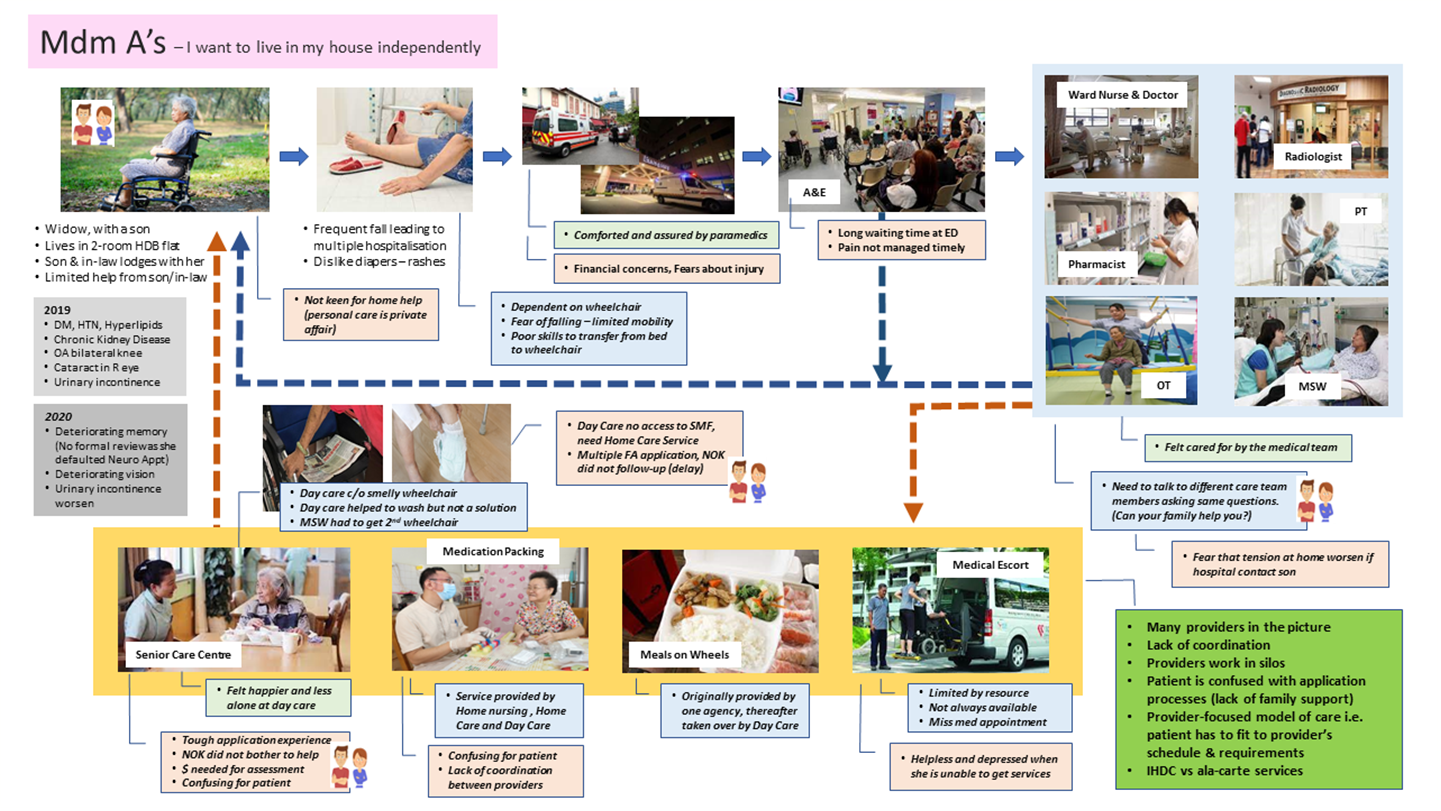 Mdm A's – I want to live in my house independently
• Widow, with a son
• Lives in 2-room HDB flat
• Son & in-law lodges with her
• Limited help from son/in-law
2019
• DM, HTN, Hyperlipids
• Chronic Kidney Disease
• OA bilateral knee
• Cataract in R eye
• Urinary incontinence
2020
• Deteriorating memory
(No formal review as she
defaulted Neuro Appt)
• Deteriorating vision
• Urinary incontinence
worsen
• Not keen for home help
(personal care is private
affair)
• Frequent fall leading to
multiple hospitalisation
• Dislike diapers – rashes
• Dependent on wheelchair
• Fear of falling – limited mobility
• Poor skills to transfer from bed
to wheelchair
• Comforted and assured by paramedics
• Financial concerns, Fears about injury
A&E
• Long waiting time at ED
• Pain not managed timely
Ward Nurse & Doctor
DIAGNOSTIC RADIOLOGY
Radiologist
Pharmacist
PT
OT
MSW
• Felt cared for by the medical team
• Need to talk to different care team
members asking same questions.
(Can your family help you?)
• Fear that tension at home worsen if
hospital contact son
• Day Care no access to SMF,
need Home Care Service
• Multiple FA application, NOK
did not follow-up (delay)
• Day care c/o smelly wheelchair
• Day care helped to wash but not a solution
• MSW had to get 2nd wheelchair
Senior Care Centre
Medication Packing
Meals on Wheels
Medical Escort
• Felt happier and less
alone at day care
• Tough application experience
• NOK did not bother to help
• $ needed for assessment
• Confusing for patient
• Service provided by
Home nursing , Home
Care and Day Care
• Confusing for patient
• Lack of coordination
between providers
• Originally provided by
one agency, thereafter
taken over by Day Care
• Limited by resource
• Not always available
• Miss med appointment
• Helpless and depressed when
she is unable to get services
• Many providers in the picture
• Lack of coordination
• Providers work in silos
• Patient is confused with application
processes (lack of family support)
• Provider-focused model of care i.e.
patient has to fit to provider's
schedule & requirements
• IHDC vs ala-carte services